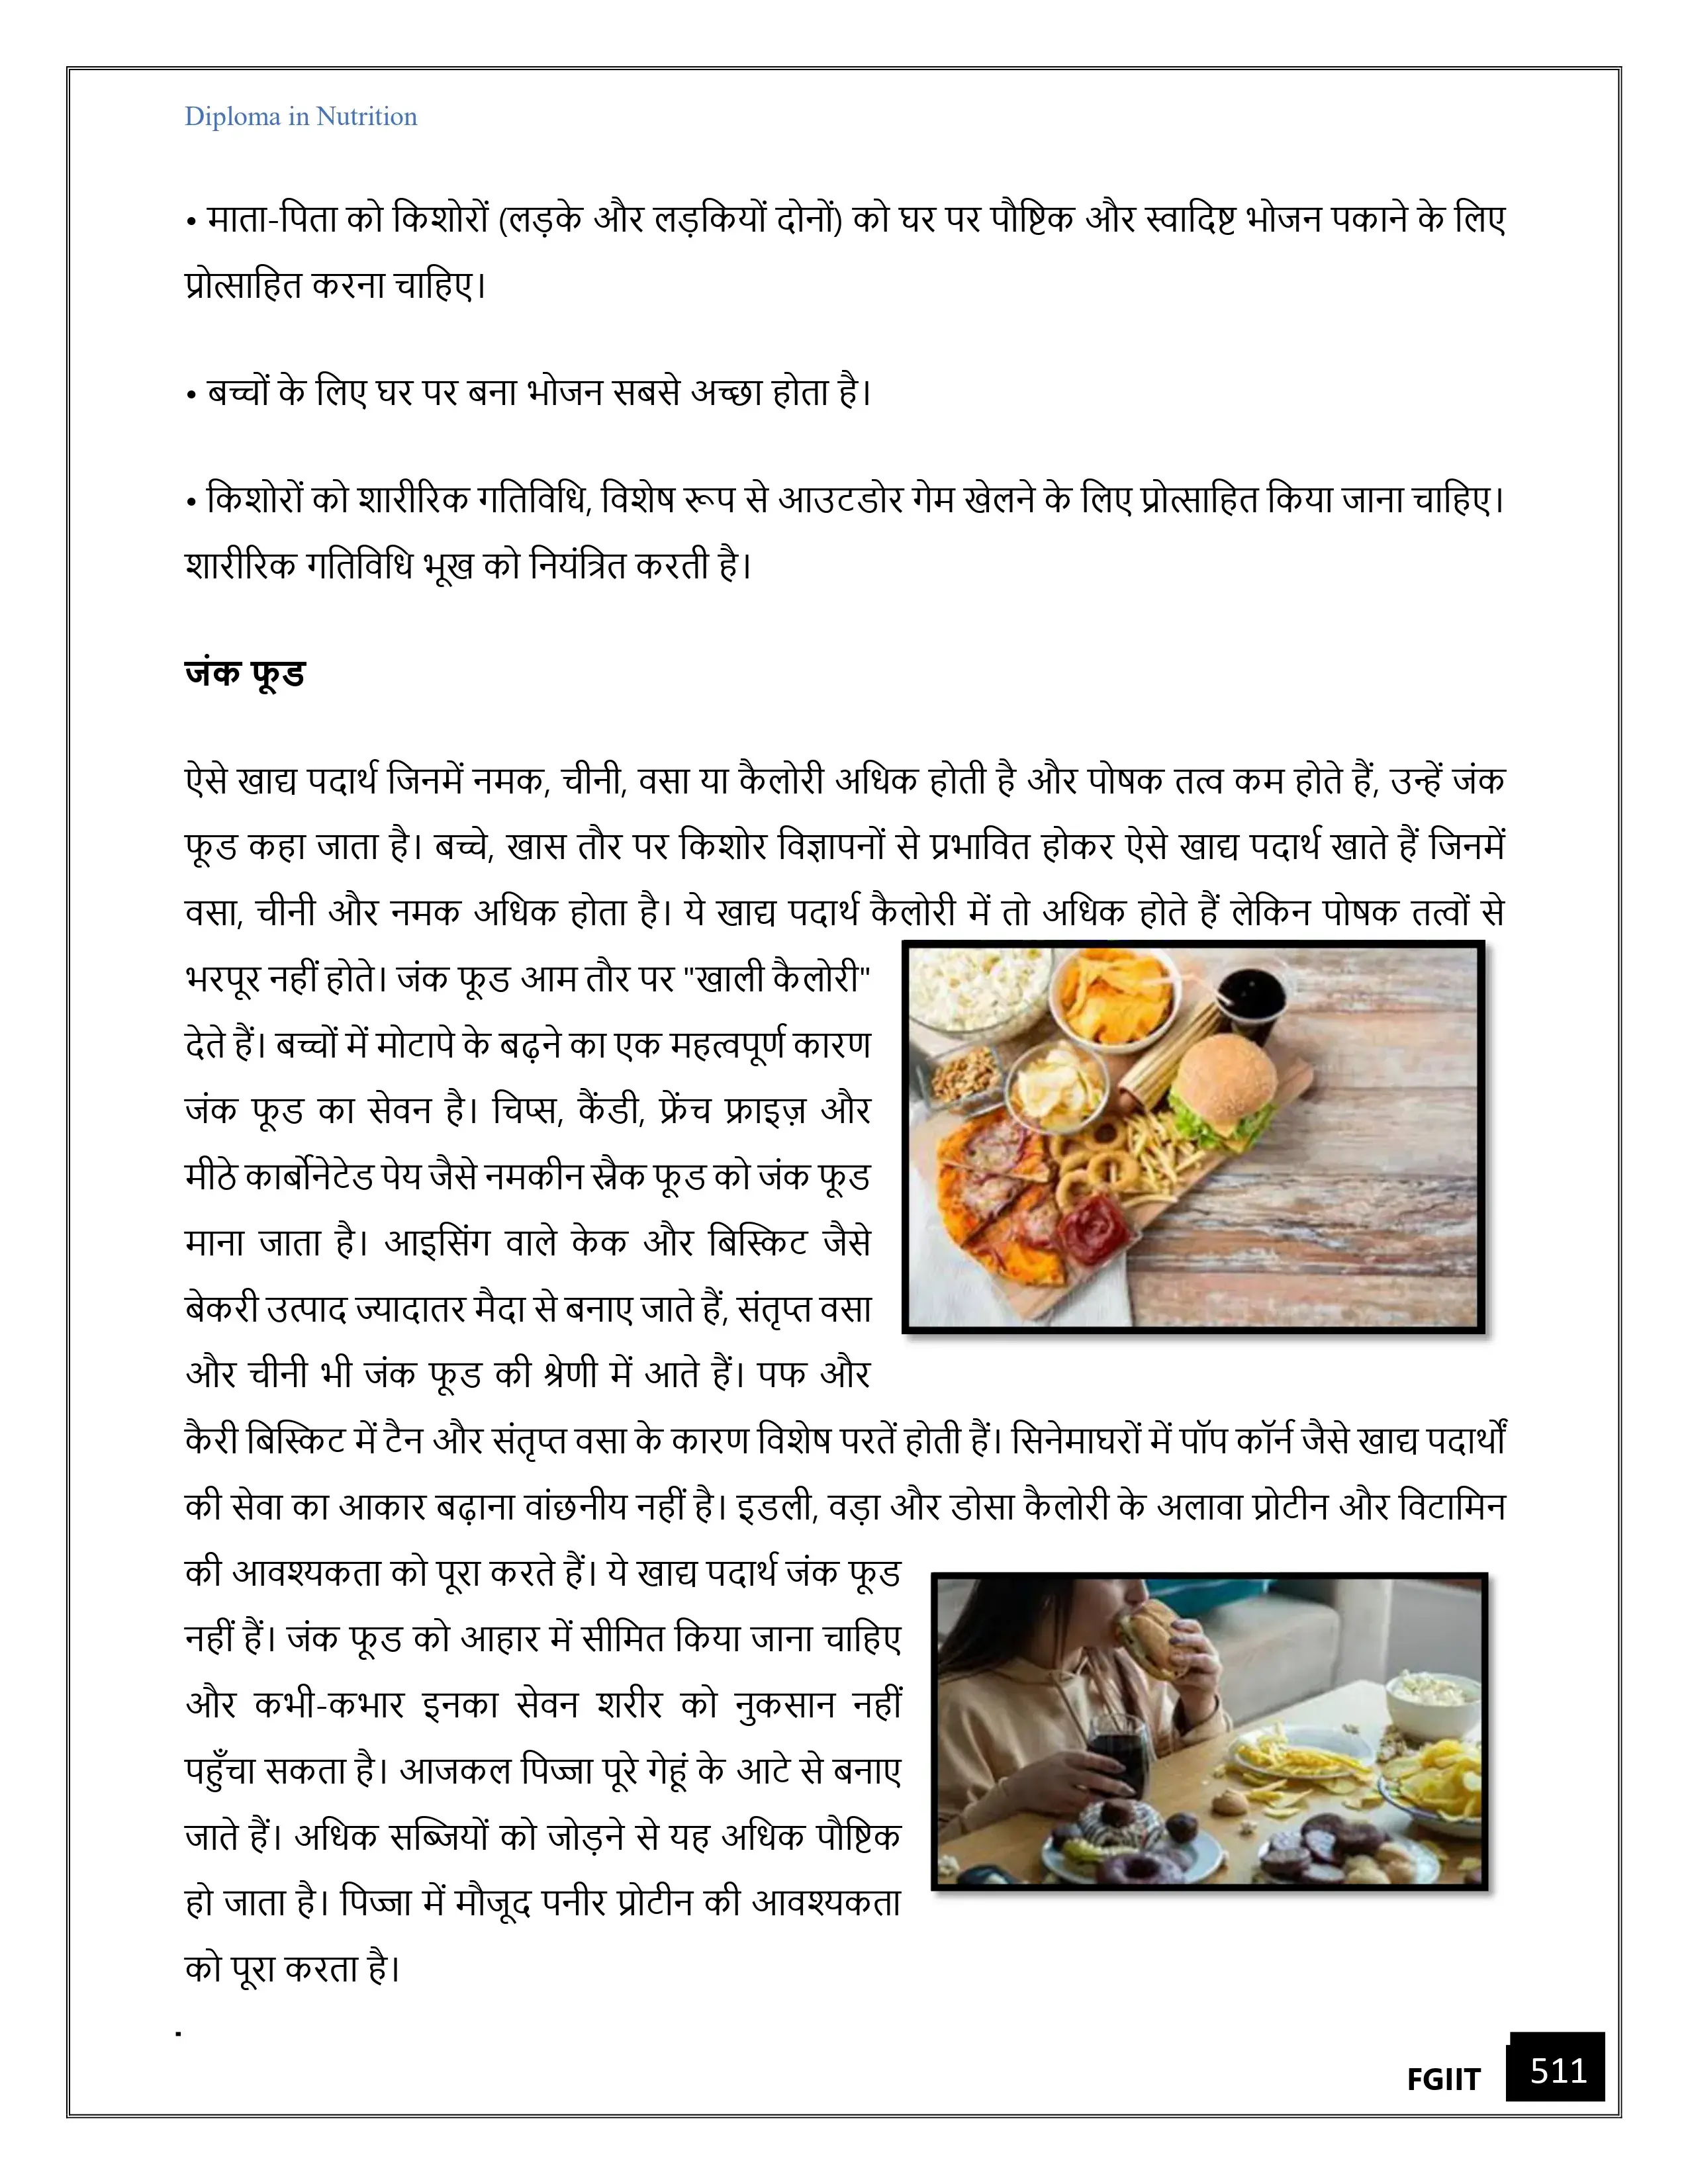 Diploma in Nutrition
• माता-पिता को किशोरों (लड़के और लड़कियों दोनों) को घर पर पौष्टिक और स्वादिष्ट भोजन पकाने के लिए
प्रोत्साहित करना चाहिए।
• बच्चों के लिए घर पर बना भोजन सबसे अच्छा होता है।
• किशोरों को शारीरिक गतिविधि, विशेष रूप से आउटडोर गेम खेलने के लिए प्रोत्साहित किया जाना चाहिए।
शारीरिक गतिविधि भूख को नियंत्रित करती है।
जंक फूड
ऐसे खाद्य पदार्थ जिनमें नमक, चीनी, वसा या कैलोरी अधिक होती है और पोषक तत्व कम होते हैं, उन्हें जंक
फूड कहा जाता है। बच्चे, खास तौर पर किशोर विज्ञापनों से प्रभावित होकर ऐसे खाद्य पदार्थ खाते हैं जिनमें
वसा, चीनी और नमक अधिक होता है। ये खाद्य पदार्थ कैलोरी में तो अधिक होते हैं लेकिन पोषक तत्वों से
भरपूर नहीं होते। जंक फूड आम तौर पर "खाली कैलोरी"
देते हैं। बच्चों में मोटापे के बढ़ने का एक महत्वपूर्ण कारण
जंक फूड का सेवन है। चिप्स, कैंडी, फ्रेंच फ्राइज़ और
मीठे कार्बोनेटेड पेय जैसे नमकीन स्नैक फूड को जंक फूड
माना जाता है। आइसिंग वाले केक और बिस्किट जैसे
बेकरी उत्पाद ज्यादातर मैदा से बनाए जाते हैं, संतृप्त वसा
और चीनी भी जंक फूड की श्रेणी में आते हैं। पफ और
कैरी बिस्किट में टैन और संतृप्त वसा के कारण विशेष परतें होती हैं। सिनेमाघरों में पॉप कॉर्न जैसे खाद्य पदार्थों
की सेवा का आकार बढ़ाना वांछनीय नहीं है। इडली, वड़ा और डोसा कैलोरी के अलावा प्रोटीन और विटामिन
की आवश्यकता को पूरा करते हैं। ये खाद्य पदार्थ जंक फूड
नहीं हैं। जंक फूड को आहार में सीमित किया जाना चाहिए
और कभी-कभार इनका सेवन शरीर को नुकसान नहीं
पहुँचा सकता है। आजकल पिज्जा पूरे गेहूं के आटे से बनाए
जाते हैं। अधिक सब्जियों को जोड़ने से यह अधिक पौष्टिक
हो जाता है। पिज्जा में मौजूद पनीर प्रोटीन की आवश्यकता
को पूरा करता है।
FGIIT 511